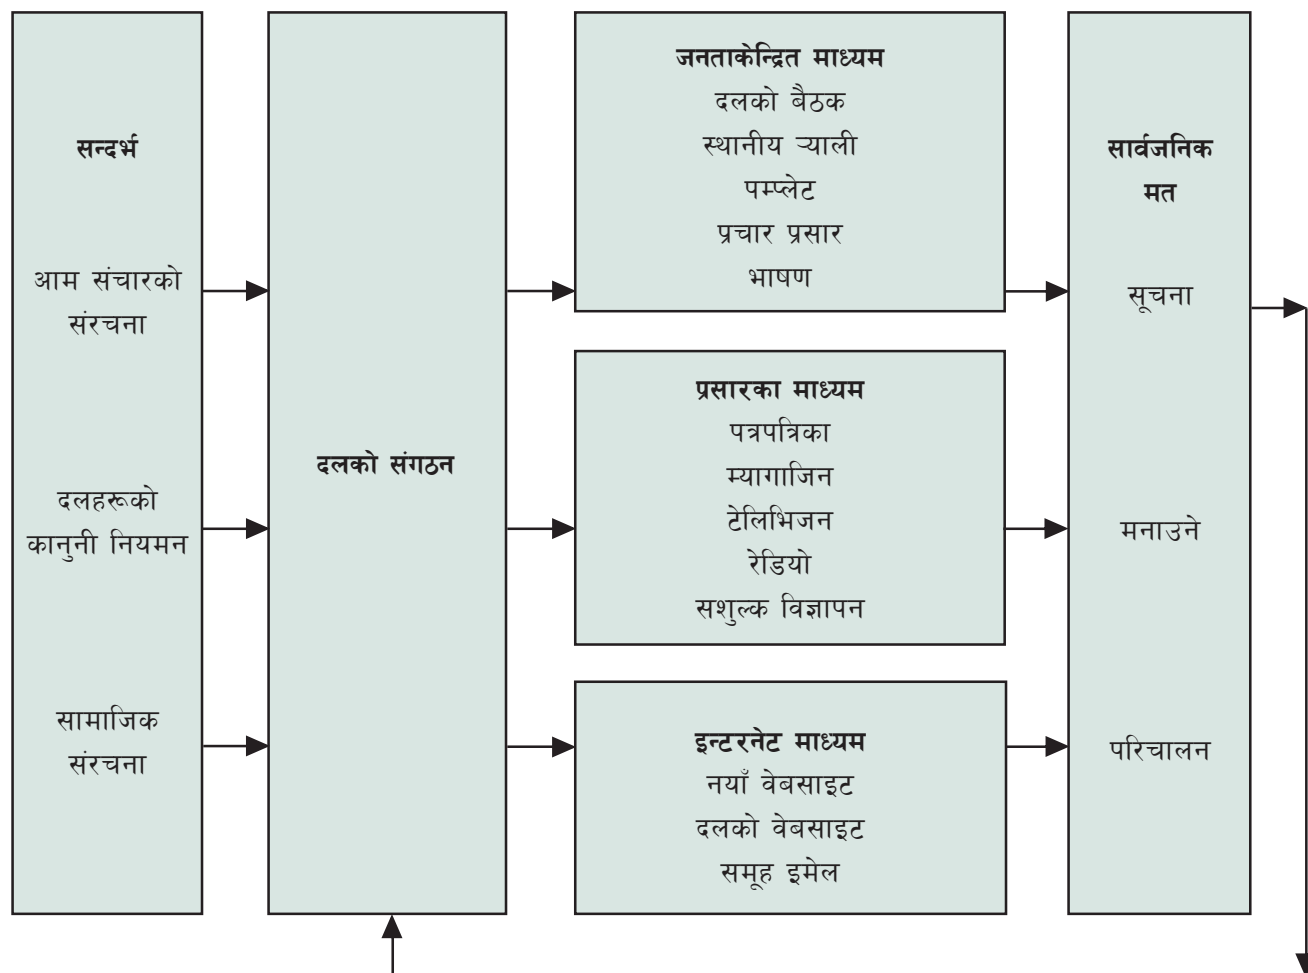 सन्दर्भ
आम संचारको
संरचना
दलहरूको
कानुनी नियमन
सामाजिक
संरचना
दलको संगठन
जनताकेन्द्रित माध्यम
दलको बैठक
स्थानीय र्‍याली
पम्प्लेट
प्रचार प्रसार
भाषण
प्रसारका माध्यम
पत्रपत्रिका
म्यागाजिन
टेलिभिजन
रेडियो
सशुल्क विज्ञापन
इन्टरनेट माध्यम
नयाँ वेबसाइट
दलको वेबसाइट
समूह इमेल
सार्वजनिक
मत
सूचना
मनाउने
परिचालन